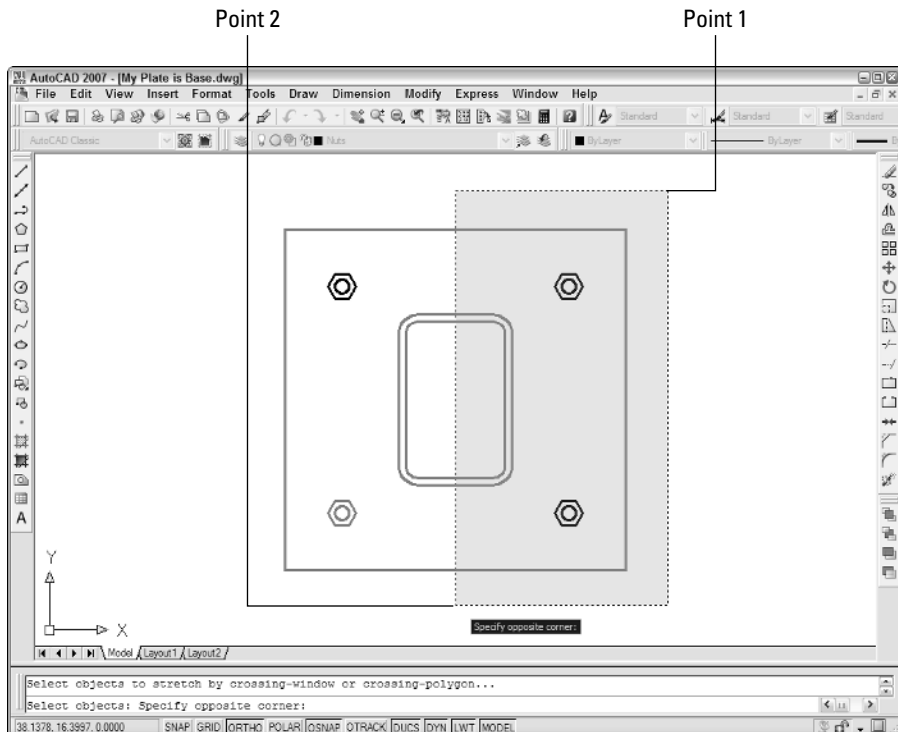 Point 2 Point 1
AutoCAD 2007 - [My Plate is Base.dwg]
File Edit View Insert Format Tools Draw Dimension Modify Express Window Help
Standard Standard Standard
AutoCAD Classic Nuts ByLayer ByLayer
A
Specify opposite corner:
Y
X
Model Layout1 Layout2
Select objects to stretch by crossing-window or crossing-polygon...
Select objects: Specify opposite corner:
38.1378, 16.3997, 0.0000 SNAP GRID ORTHO POLAR OSNAP OTRACK DUCS DYN LWT MODEL